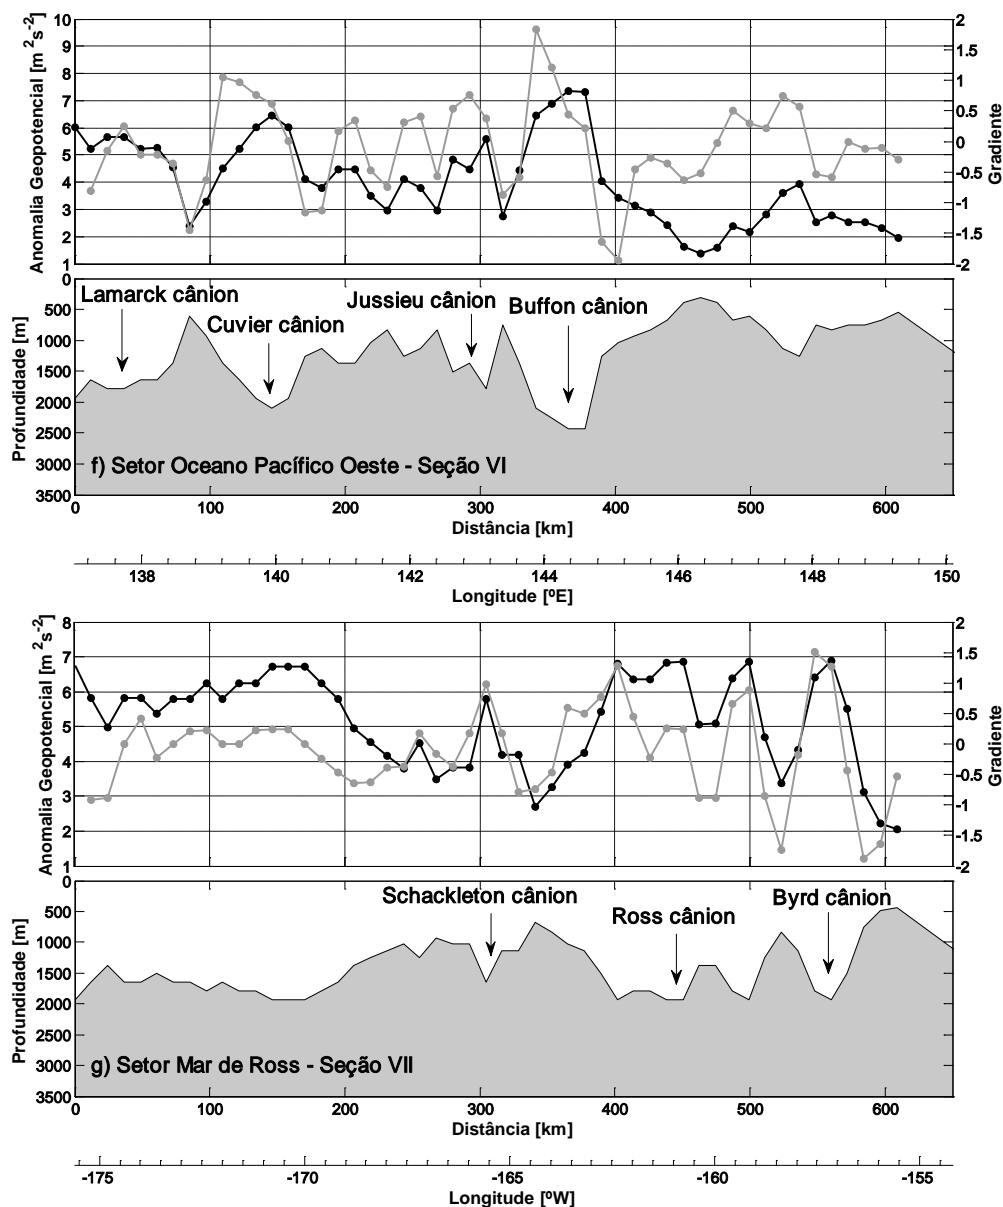 Anomalia Geopotencial [m²s⁻²]
10
9
8
7
6
5
4
3
2
1
2
1.5
1
0.5
0
-0.5
-1
-1.5
-2
Gradiente
Profundidade [m]
0
500
1000
1500
2000
2500
3000
3500
Lamarck cânion
Cuvier cânion
Jussieu cânion
Buffon cânion
f) Setor Oceano Pacífico Oeste - Seção VI
0 100 200 300 400 500 600
Distância [km]
138 140 142 144 146 148 150
Longitude [ºE]
Anomalia Geopotencial [m²s⁻²]
8
7
6
5
4
3
2
1
2
1.5
1
0.5
0
-0.5
-1
-1.5
-2
Gradiente
Profundidade [m]
0
500
1000
1500
2000
2500
3000
3500
Schackleton cânion
Ross cânion
Byrd cânion
g) Setor Mar de Ross - Seção VII
0 100 200 300 400 500 600
Distância [km]
-175 -170 -165 -160 -155
Longitude [ºW]